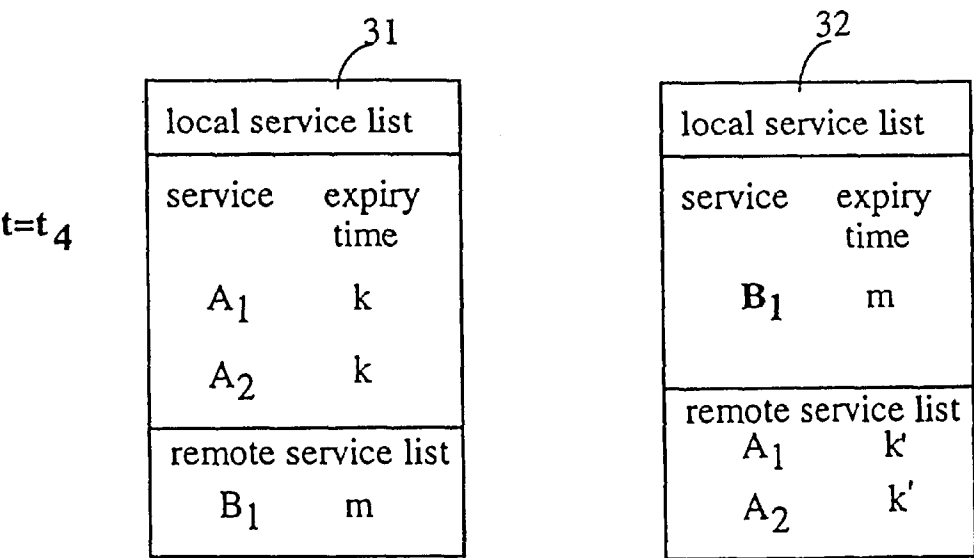 31
local service list
service expiry
time
t=t4
A1 k
A2 k
remote service list
B1 m
32
local service list
service expiry
time
B1 m
remote service list
A1 k'
A2 k'